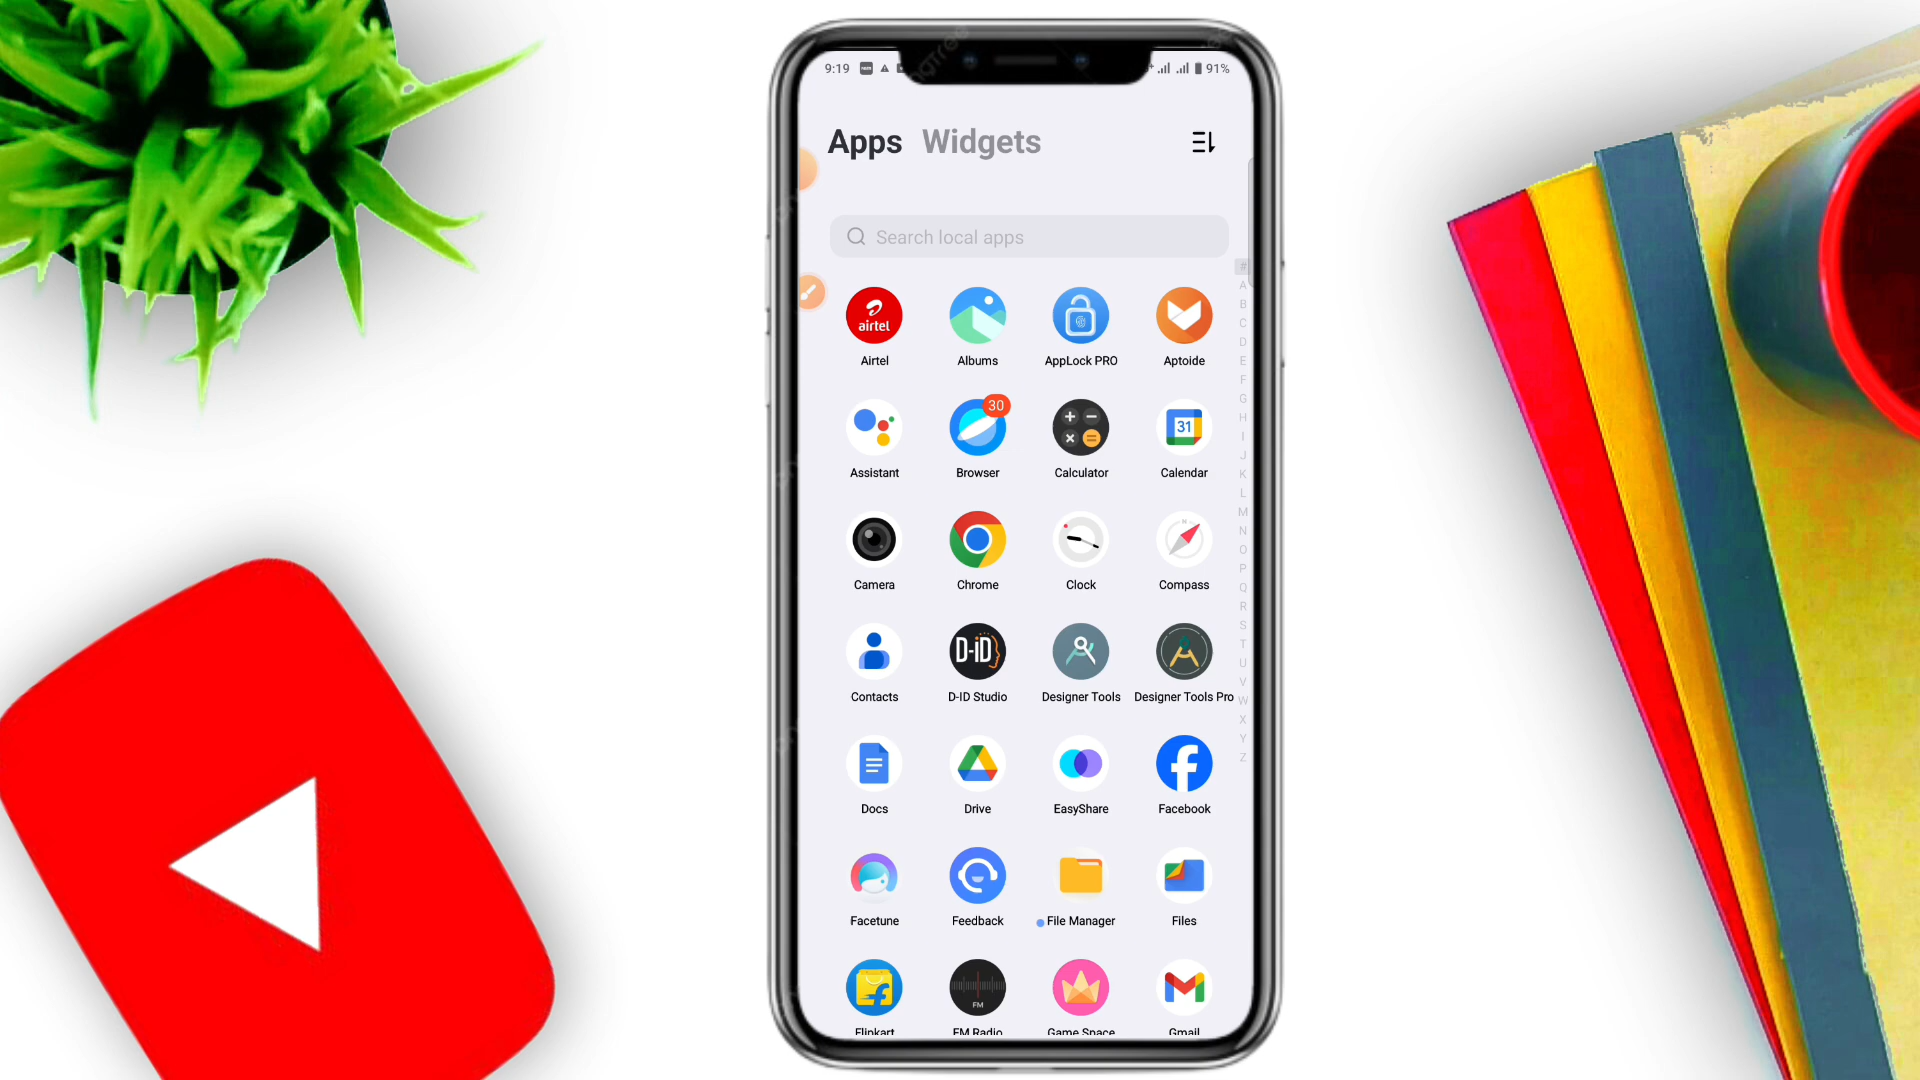 9:19
91%
Apps Widgets
Search local apps
#
A
B
C
D
E
F
G
H
I
J
K
L
M
N
O
P
Q
R
S
T
U
V
W
X
Y
Z
airtel
Airtel Albums AppLock PRO Aptoide
30
31
Assistant Browser Calculator Calendar
N
Camera Chrome Clock Compass
D-iD
Contacts D-ID Studio Designer Tools Designer Tools Pro
Docs Drive EasyShare Facebook
Facetune Feedback File Manager Files
FM
Flipkart FM Radio Game Space Gmail